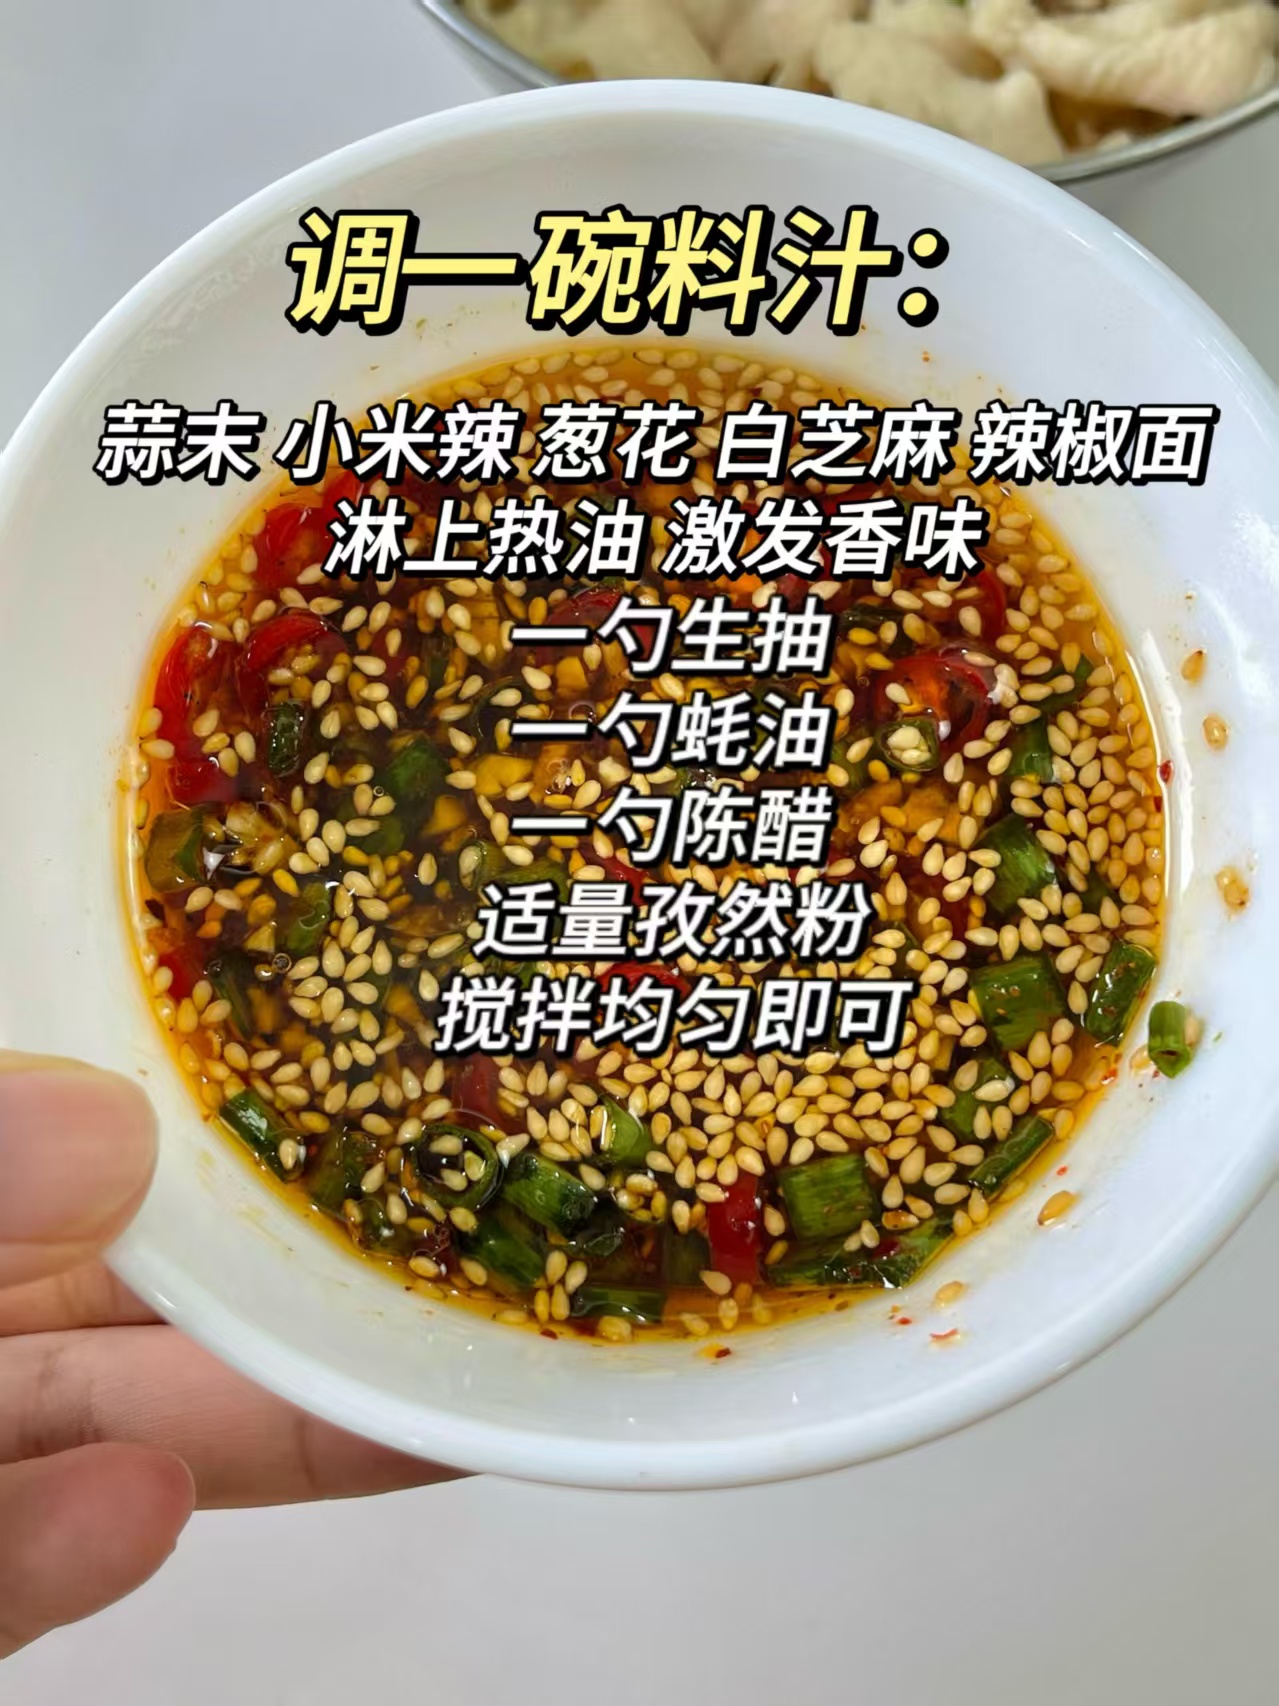 调一碗料汁：
蒜末 小米辣 葱花 白芝麻 辣椒面
淋上热油 激发香味
一勺生抽
一勺蚝油
一勺陈醋
适量孜然粉
搅拌均匀即可